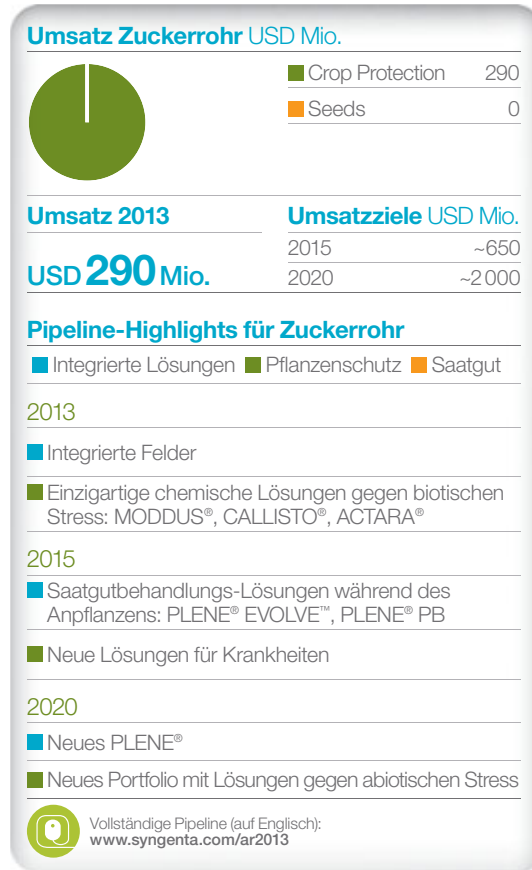 Umsatz Zuckerrohr USD Mio.
Crop Protection 290
Seeds 0
Umsatz 2013
USD 290 Mio.
Umsatzziele USD Mio.
2015 ~650
2020 ~2 000
Pipeline-Highlights für Zuckerrohr
Integrierte Lösungen Pflanzenschutz Saatgut
2013
Integrierte Felder
Einzigartige chemische Lösungen gegen biotischen
Stress: MODDUS®, CALLISTO®, ACTARA®
2015
Saatgutbehandlungs-Lösungen während des
Anpflanzens: PLENE® EVOLVE™, PLENE® PB
Neue Lösungen für Krankheiten
2020
Neues PLENE®
Neues Portfolio mit Lösungen gegen abiotischen Stress
Vollständige Pipeline (auf Englisch):
www.syngenta.com/ar2013